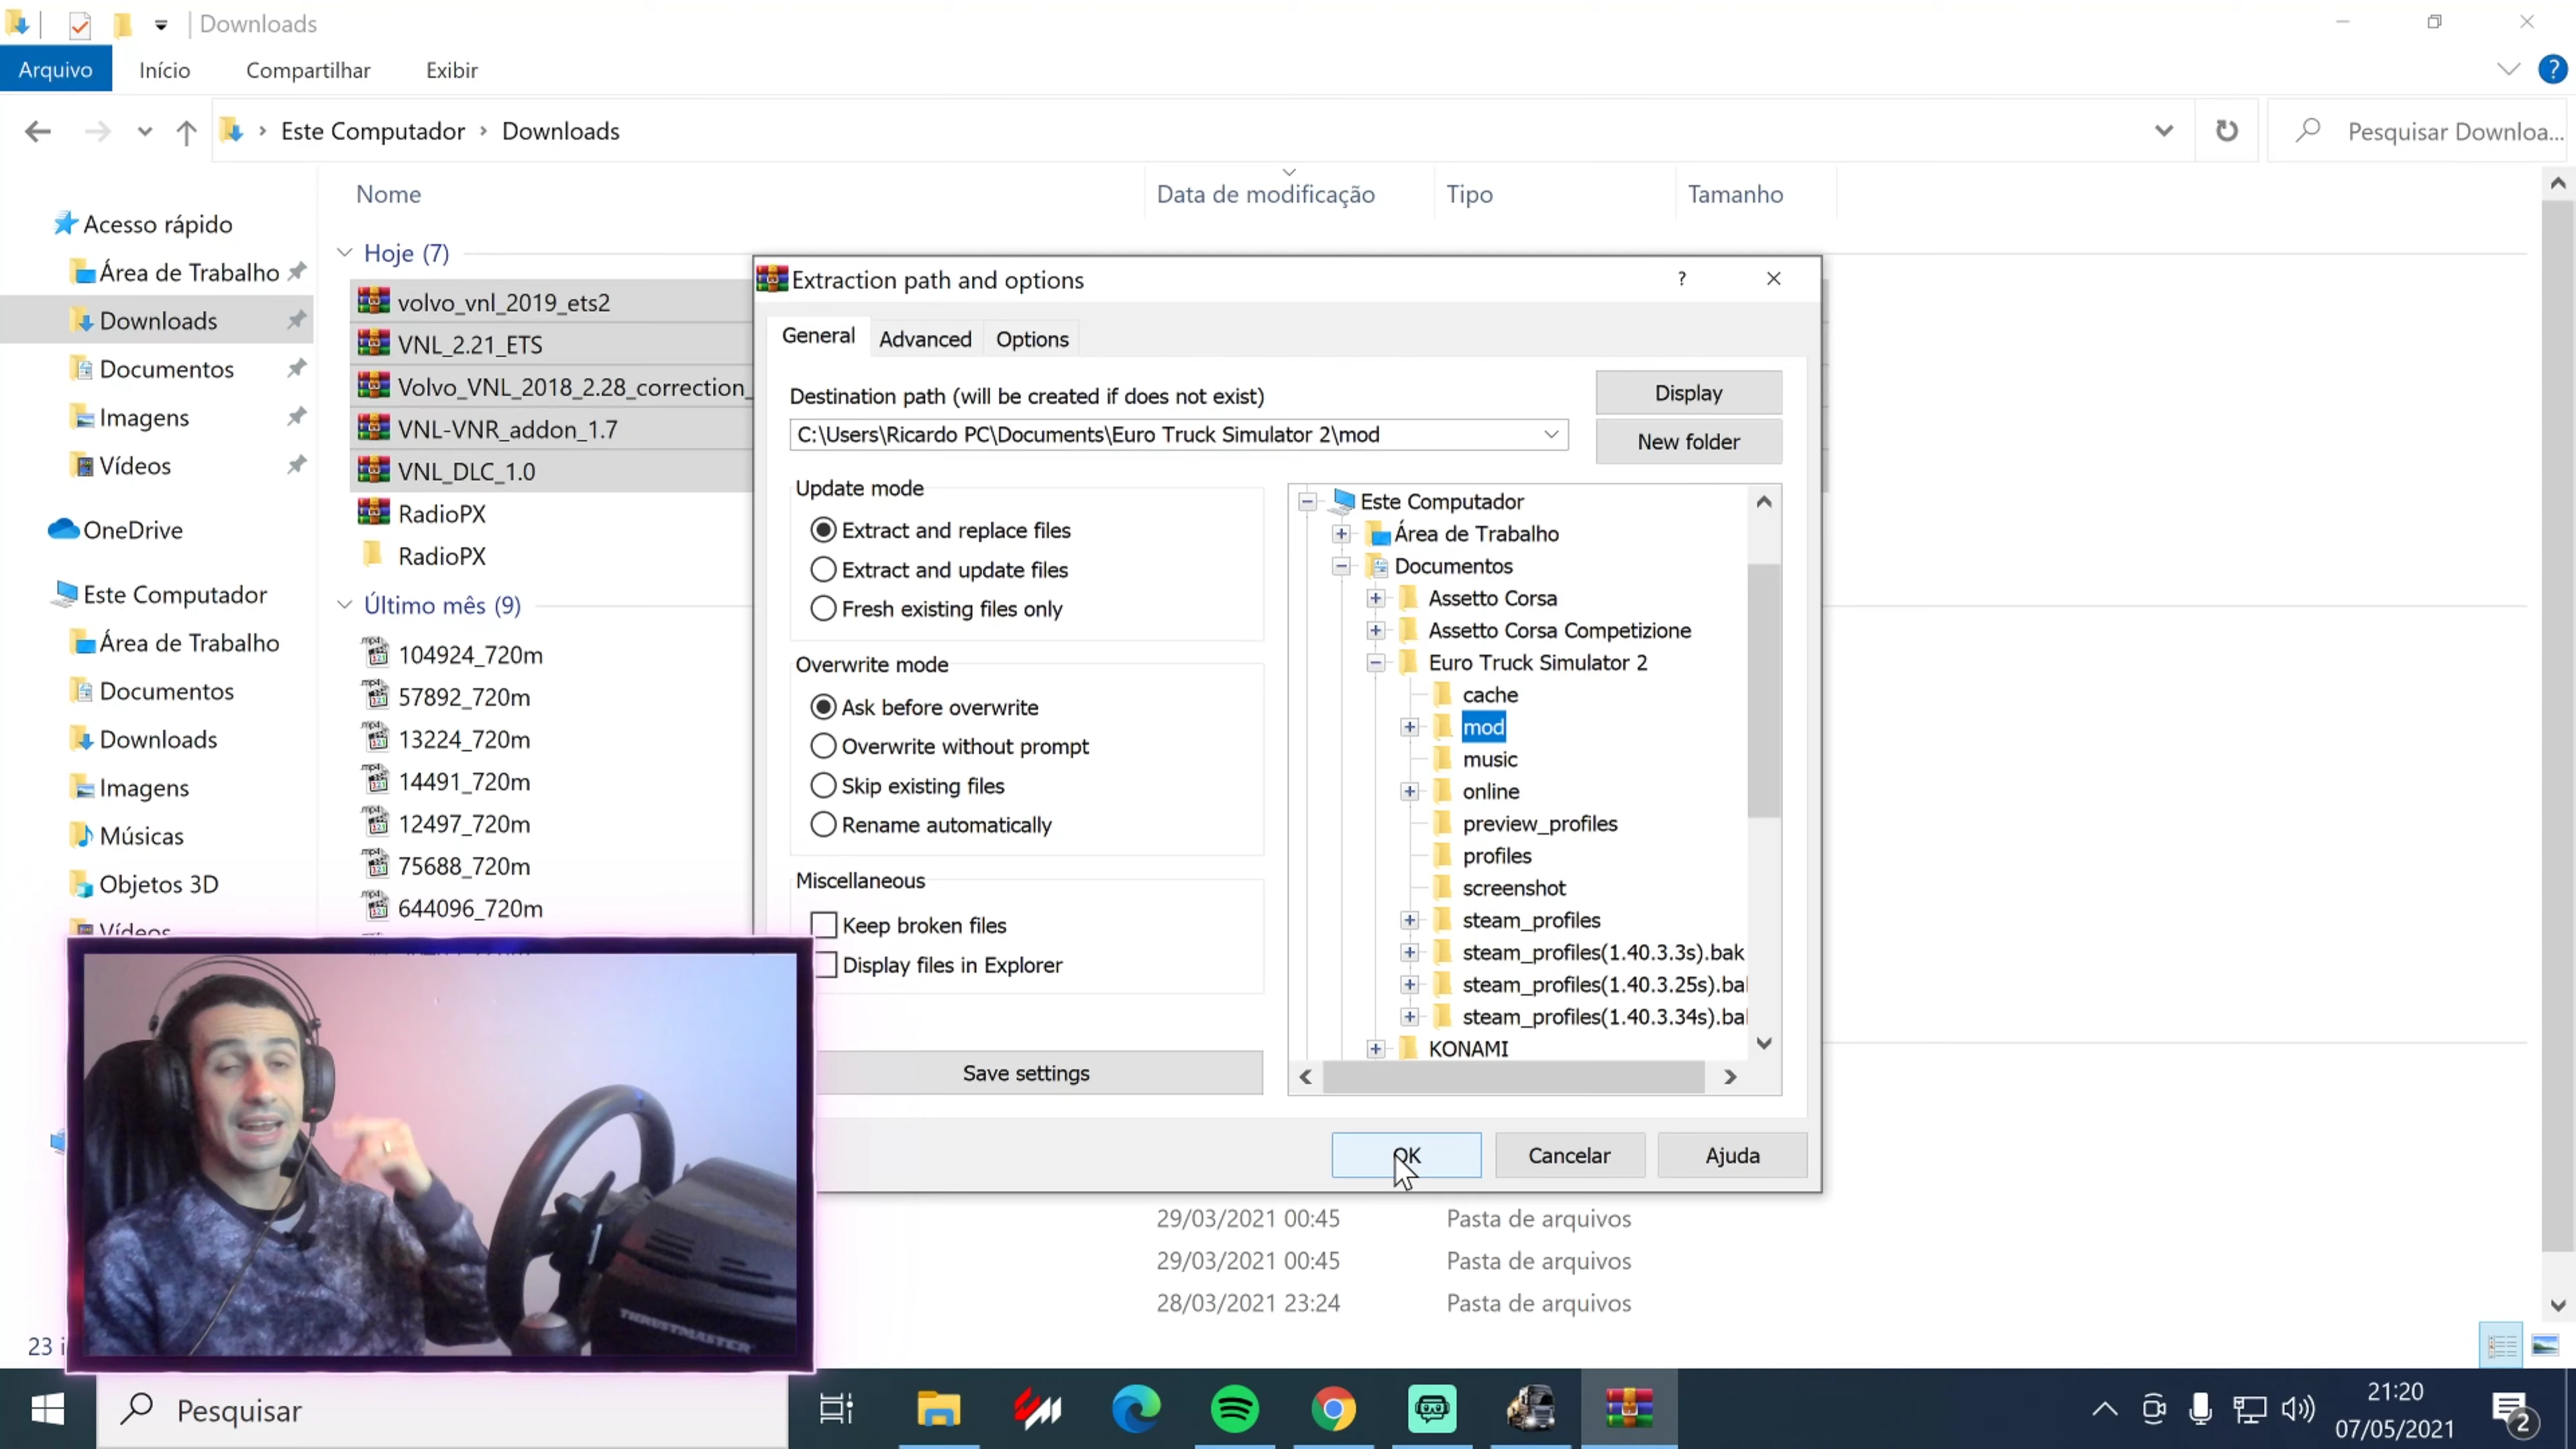 Downloads
Arquivo
Início
Compartilhar
Exibir
?
Este Computador
Downloads
Pesquisar Downloa...
Nome
Data de modificação
Tipo
Tamanho
Acesso rápido
Área de Trabalho
Downloads
Documentos
Imagens
Vídeos
OneDrive
Este Computador
Área de Trabalho
Documentos
Downloads
Imagens
Músicas
Objetos 3D
Vídeos
Hoje (7)
volvo_vnl_2019_ets2
VNL_2.21_ETS
Volvo_VNL_2018_2.28_correction_
VNL-VNR_addon_1.7
VNL_DLC_1.0
RadioPX
RadioPX
Último mês (9)
104924_720m
57892_720m
13224_720m
14491_720m
12497_720m
75688_720m
644096_720m
Extraction path and options
?
General
Advanced
Options
Destination path (will be created if does not exist)
C:\Users\Ricardo PC\Documents\Euro Truck Simulator 2\mod
Display
New folder
Update mode
Extract and replace files
Extract and update files
Fresh existing files only
Overwrite mode
Ask before overwrite
Overwrite without prompt
Skip existing files
Rename automatically
Miscellaneous
Keep broken files
Display files in Explorer
Save settings
Este Computador
Área de Trabalho
Documentos
Assetto Corsa
Assetto Corsa Competizione
Euro Truck Simulator 2
cache
mod
music
online
preview_profiles
profiles
screenshot
steam_profiles
steam_profiles(1.40.3.3s).bak
steam_profiles(1.40.3.25s).bal
steam_profiles(1.40.3.34s).bal
KONAMI
OK
Cancelar
Ajuda
29/03/2021 00:45
Pasta de arquivos
29/03/2021 00:45
Pasta de arquivos
28/03/2021 23:24
Pasta de arquivos
23 i
THRUSTMASTER
Pesquisar
21:20
07/05/2021
2